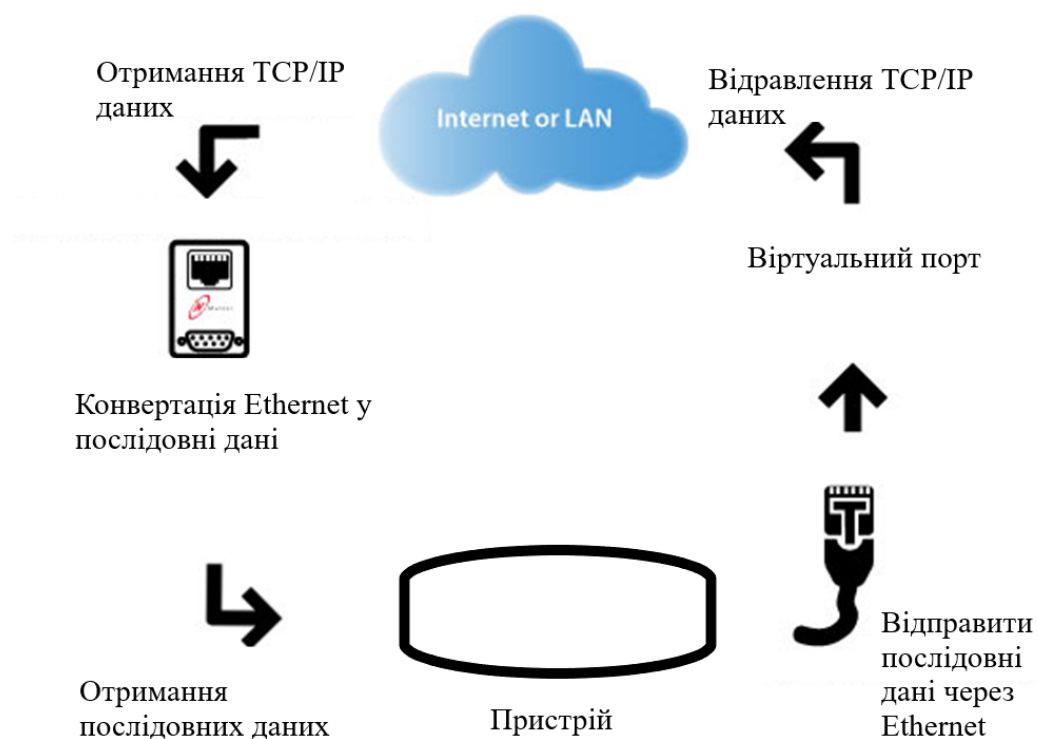 Отримання TCP/IP
даних
Internet or LAN
Відравлення TCP/IP
даних
Віртуальний порт
Конвертація Ethernet у
послідовні дані
Отримання
послідовних даних
Пристрій
Відправити
послідовні
дані через
Ethernet